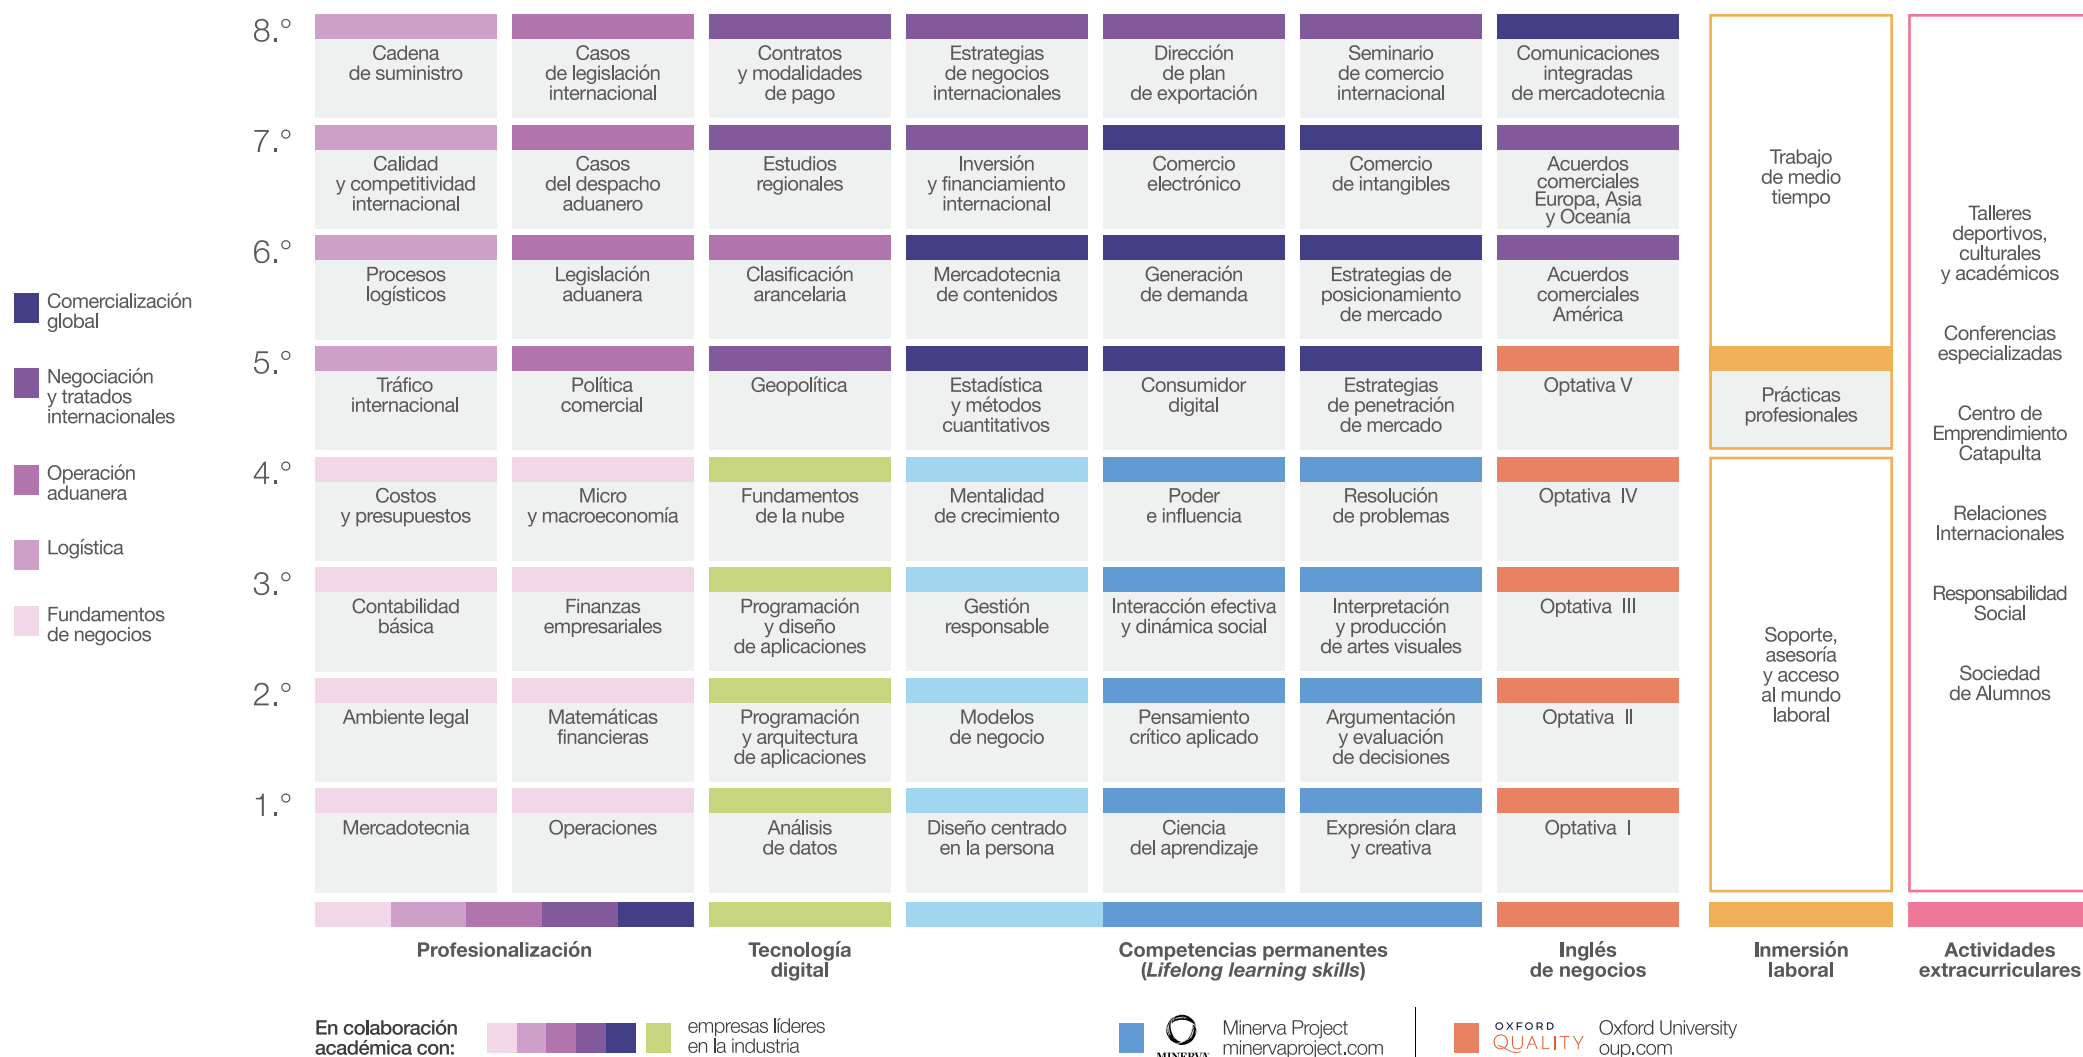 8.º
Cadena
de suministro
Casos
de legislación
internacional
Contratos
y modalidades
de pago
Estrategias
de negocios
internacionales
Dirección
de plan
de exportación
Seminario
de comercio
internacional
Comunicaciones
integradas
de mercadotecnia
7.º
Calidad
y competitividad
internacional
Casos
del despacho
aduanero
Estudios
regionales
Inversión
y financiamiento
internacional
Comercio
electrónico
Comercio
de intangibles
Acuerdos
comerciales
Europa, Asia
y Oceanía
6.º
Procesos
logísticos
Legislación
aduanera
Clasificación
arancelaria
Mercadotecnia
de contenidos
Generación
de demanda
Estrategias de
posicionamiento
de mercado
Acuerdos
comerciales
América
5.º
Tráfico
internacional
Política
comercial
Geopolítica
Estadística
y métodos
cuantitativos
Consumidor
digital
Estrategias
de penetración
de mercado
Optativa V
4.º
Costos
y presupuestos
Micro
y macroeconomía
Fundamentos
de la nube
Mentalidad
de crecimiento
Poder
e influencia
Resolución
de problemas
Optativa IV
3.º
Contabilidad
básica
Finanzas
empresariales
Programación
y diseño
de aplicaciones
Gestión
responsable
Interacción efectiva
y dinámica social
Interpretación
y producción
de artes visuales
Optativa III
2.º
Ambiente legal
Matemáticas
financieras
Programación
y arquitectura
de aplicaciones
Modelos
de negocio
Pensamiento
crítico aplicado
Argumentación
y evaluación
de decisiones
Optativa II
1.º
Mercadotecnia
Operaciones
Análisis
de datos
Diseño centrado
en la persona
Ciencia
del aprendizaje
Expresión clara
y creativa
Optativa I
Trabajo
de medio
tiempo
Prácticas
profesionales
Soporte,
asesoría
y acceso
al mundo
laboral
Talleres
deportivos,
culturales
y académicos
Conferencias
especializadas
Centro de
Emprendimiento
Catapulta
Relaciones
Internacionales
Responsabilidad
Social
Sociedad
de Alumnos
Comercialización
global
Negociación
y tratados
internacionales
Operación
aduanera
Logística
Fundamentos
de negocios
Profesionalización
Tecnología
digital
Competencias permanentes
(Lifelong learning skills)
Inglés
de negocios
Inmersión
laboral
Actividades
extracurriculares
En colaboración
académica con:
empresas líderes
en la industria
MINERVA
Minerva Project
minervaproject.com
OXFORD
QUALITY
Oxford University
oup.com